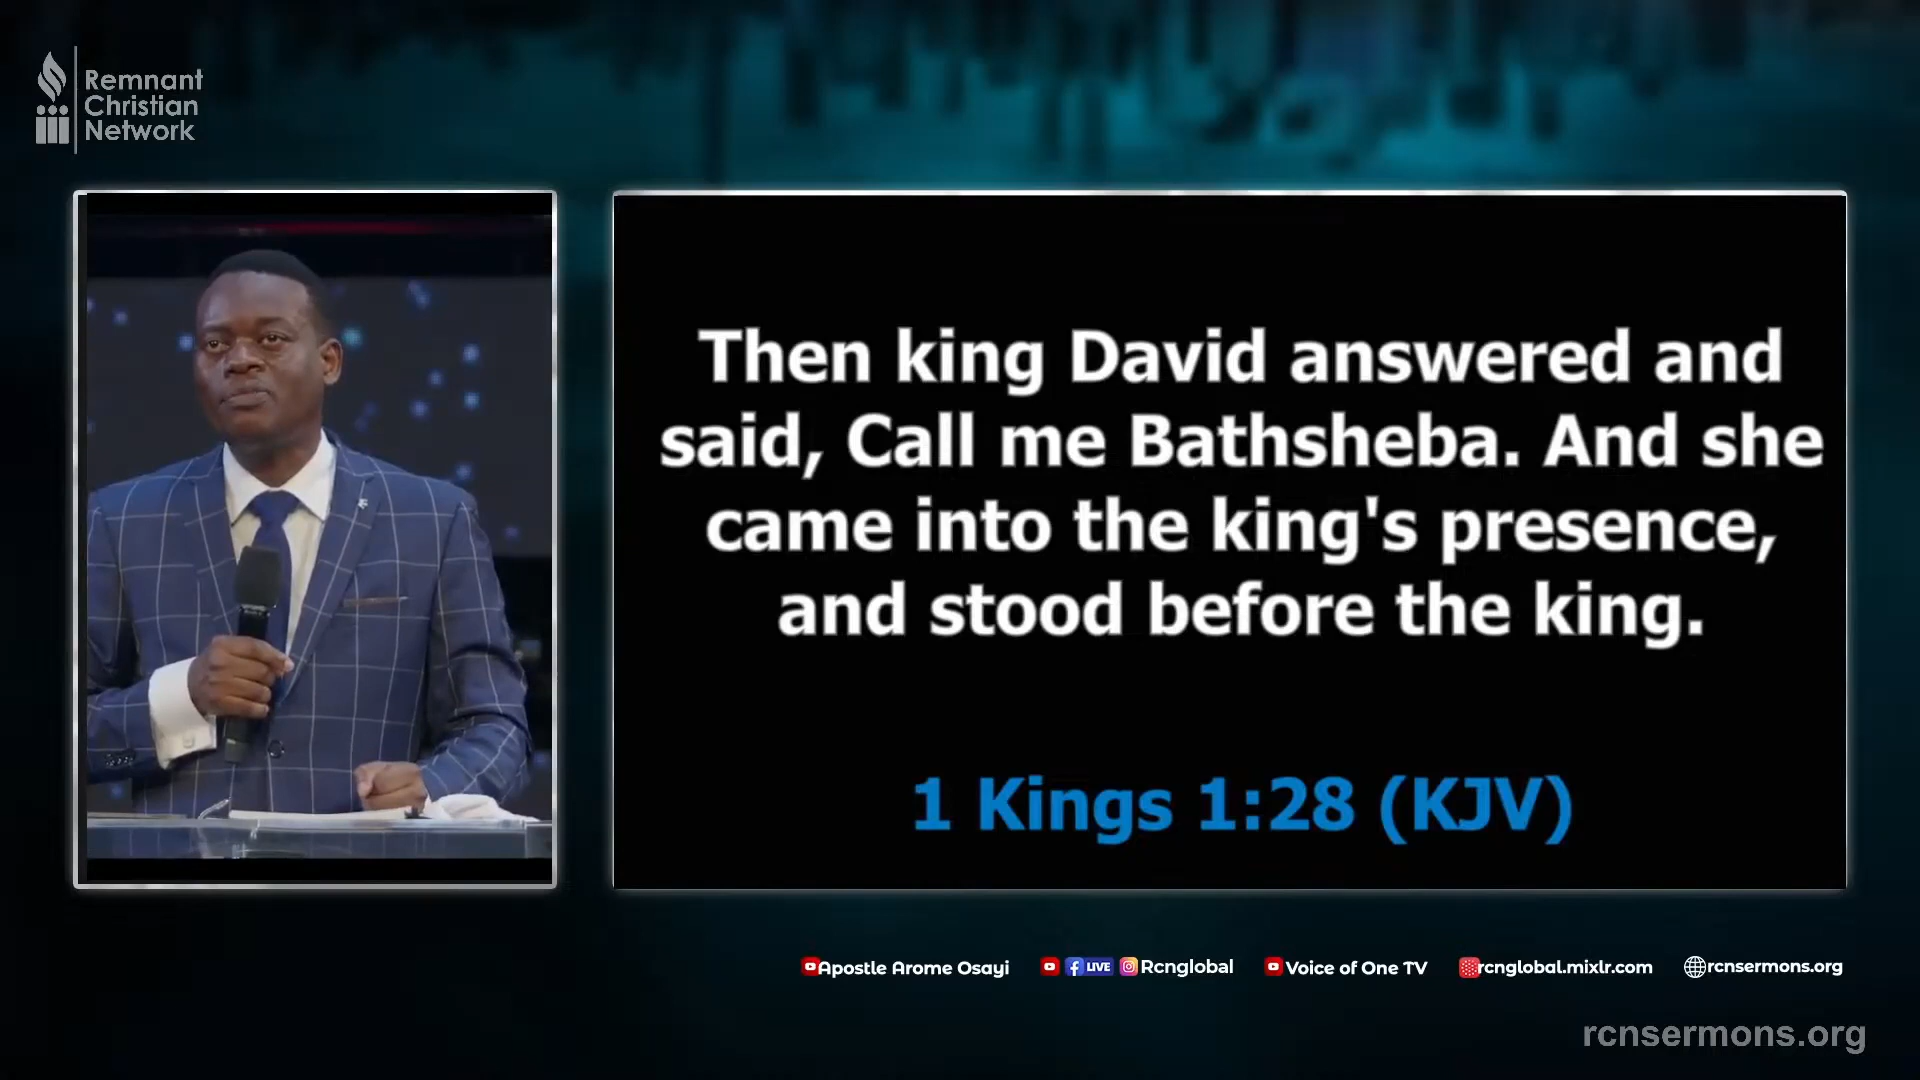 Remnant
Christian
Network
Then king David answered and
said, Call me Bathsheba. And she
came into the king's presence,
and stood before the king.
1 Kings 1:28 (KJV)
Apostle Arome Osayi
LIVE Rcnglobal
Voice of One TV
rcnglobal.mixlr.com
rcnsermons.org
rcnsermons.org